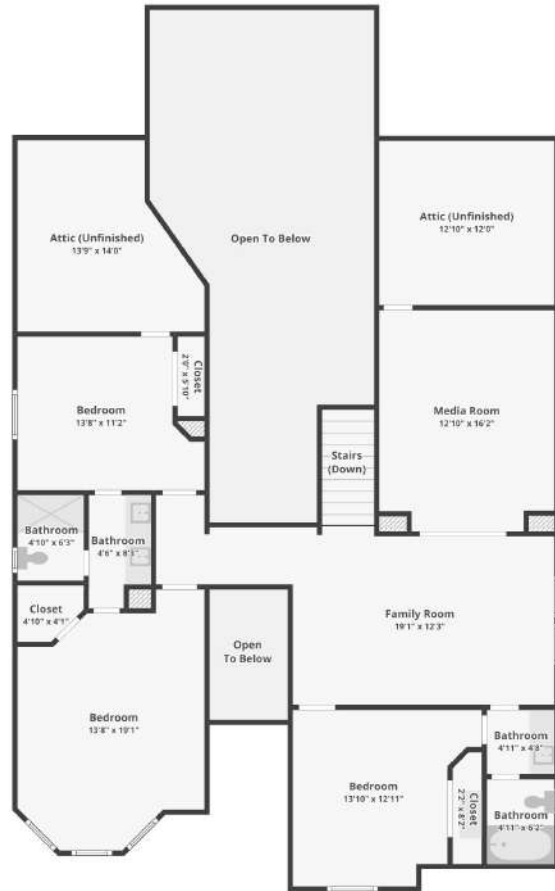 Attic (Unfinished)
13'9" x 14'0"
Open To Below
Attic (Unfinished)
12'10" x 12'0"
Closet
2'0" x 5'10"
Bedroom
13'8" x 11'2"
Media Room
12'10" x 16'2"
Stairs
(Down)
Bathroom
4'10" x 6'3"
Bathroom
4'6" x 8'3"
Closet
4'10" x 4'1"
Family Room
19'1" x 12'3"
Open
To Below
Bedroom
13'8" x 19'1"
Bathroom
4'11" x 4'8"
Bedroom
13'10" x 12'11"
Closet
2'2" x 8'2"
Bathroom
4'11" x 6'2"